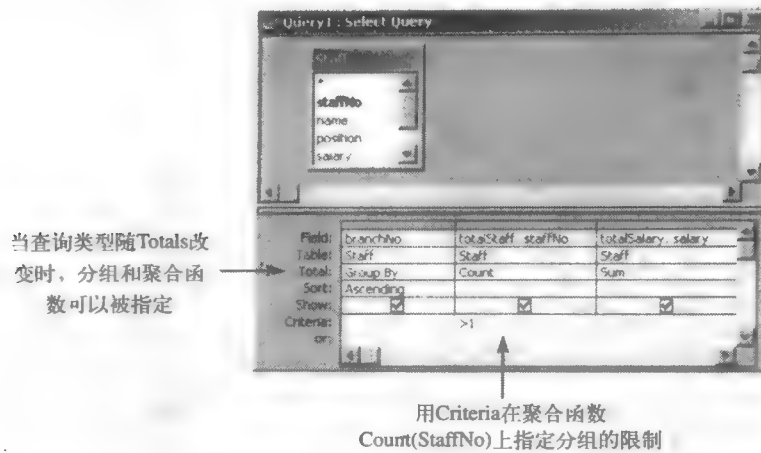 Query1 : Select Query
Staff
*
staffNo
name
position
salary
当查询类型随Totals改
变时，分组和聚合函
数可以被指定
Field: branchNo totalStaff: staffNo totalSalary: salary
Table: Staff Staff Staff
Total: Group By Count Sum
Sort: Ascending
Show:
Criteria: >1
or:
用Criteria在聚合函数
Count(StaffNo)上指定分组的限制